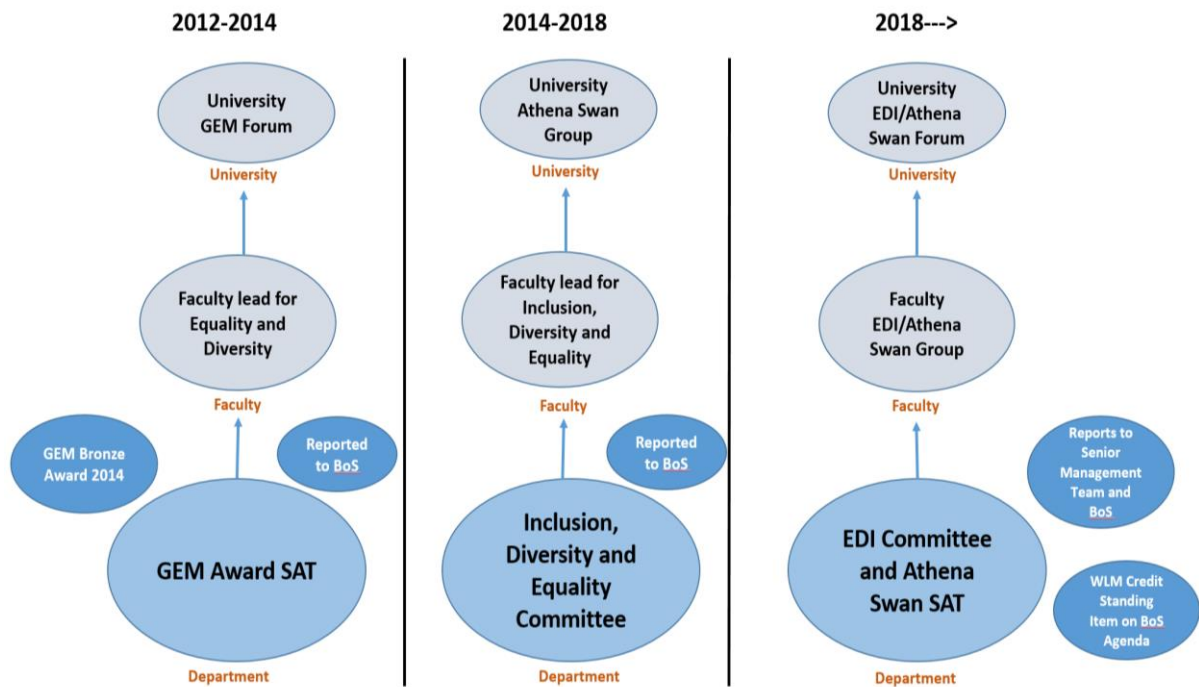 2012-2014
University
GEM Forum
University
Faculty lead for
Equality and
Diversity
Faculty
GEM Bronze
Award 2014
Reported
to BoS
GEM Award SAT
Department
2014-2018
University
Athena Swan
Group
University
Faculty lead for
Inclusion,
Diversity and
Equality
Faculty
Reported
to BoS
Inclusion,
Diversity and
Equality
Committee
Department
2018--->
University
EDI/Athena
Swan Forum
University
Faculty
EDI/Athena
Swan Group
Faculty
Reports to
Senior
Management
Team and
BoS
EDI Committee
and Athena
Swan SAT
WLM Credit
Standing
Item on BoS
Agenda
Department